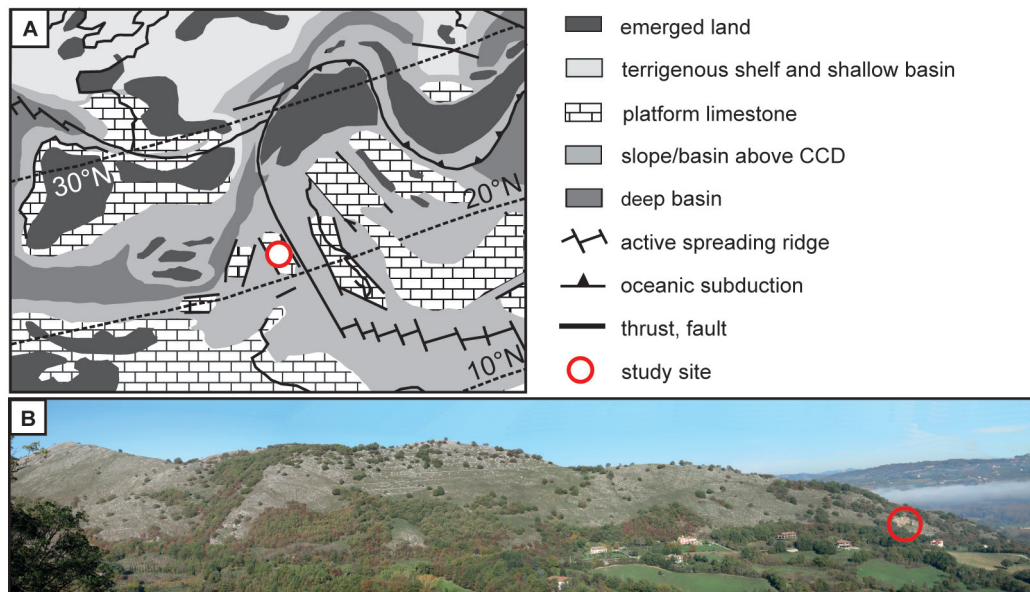 A
30°N
20°N
10°N
emerged land
terrigenous shelf and shallow basin
platform limestone
slope/basin above CCD
deep basin
active spreading ridge
oceanic subduction
thrust, fault
study site
B